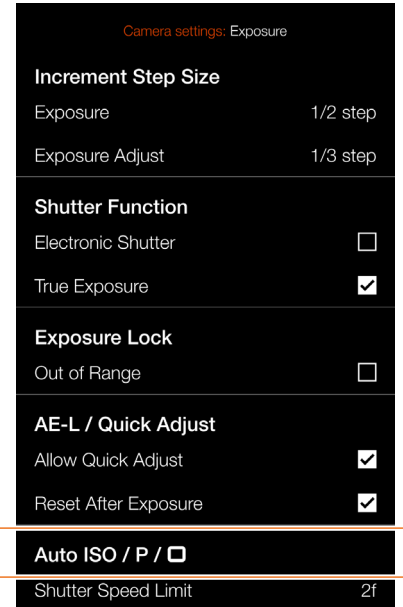 Camera settings: Exposure
Increment Step Size
Exposure 1/2 step
Exposure Adjust 1/3 step
Shutter Function
Electronic Shutter
True Exposure
Exposure Lock
Out of Range
AE-L / Quick Adjust
Allow Quick Adjust
Reset After Exposure
Auto ISO / P /
Shutter Speed Limit 2f